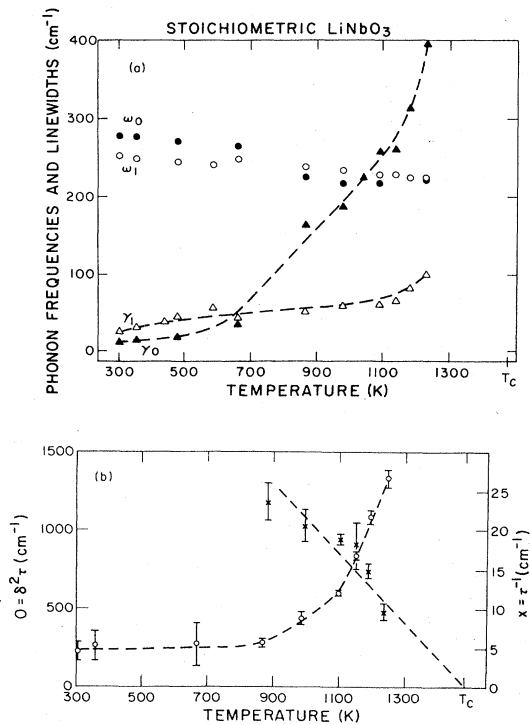 STOICHIOMETRIC LiNbO₃
PHONON FREQUENCIES AND LINEWIDTHS (cm⁻¹)
400
300
200
100
0
(a)
ω₀
ω₁
γ₁
γ₀
300 500 700 900 1100 1300 T_C
TEMPERATURE (K)
O = δ²τ (cm⁻¹)
1500
1000
500
0
(b)
25
20
15
10
5
0
x = τ⁻¹ (cm⁻¹)
300 500 700 900 1100 1300 T_C
TEMPERATURE (K)